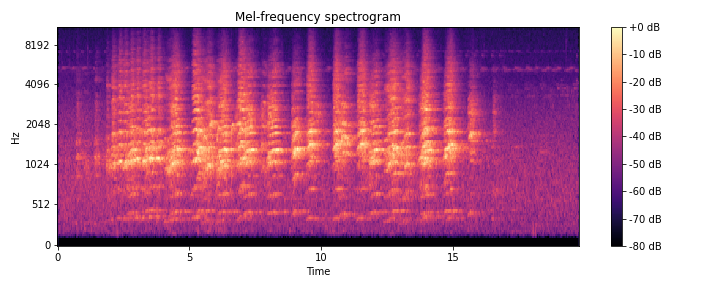 Mel-frequency spectrogram
Hz
8192
4096
2048
1024
512
0
0 5 10 15
Time
+0 dB
-10 dB
-20 dB
-30 dB
-40 dB
-50 dB
-60 dB
-70 dB
-80 dB